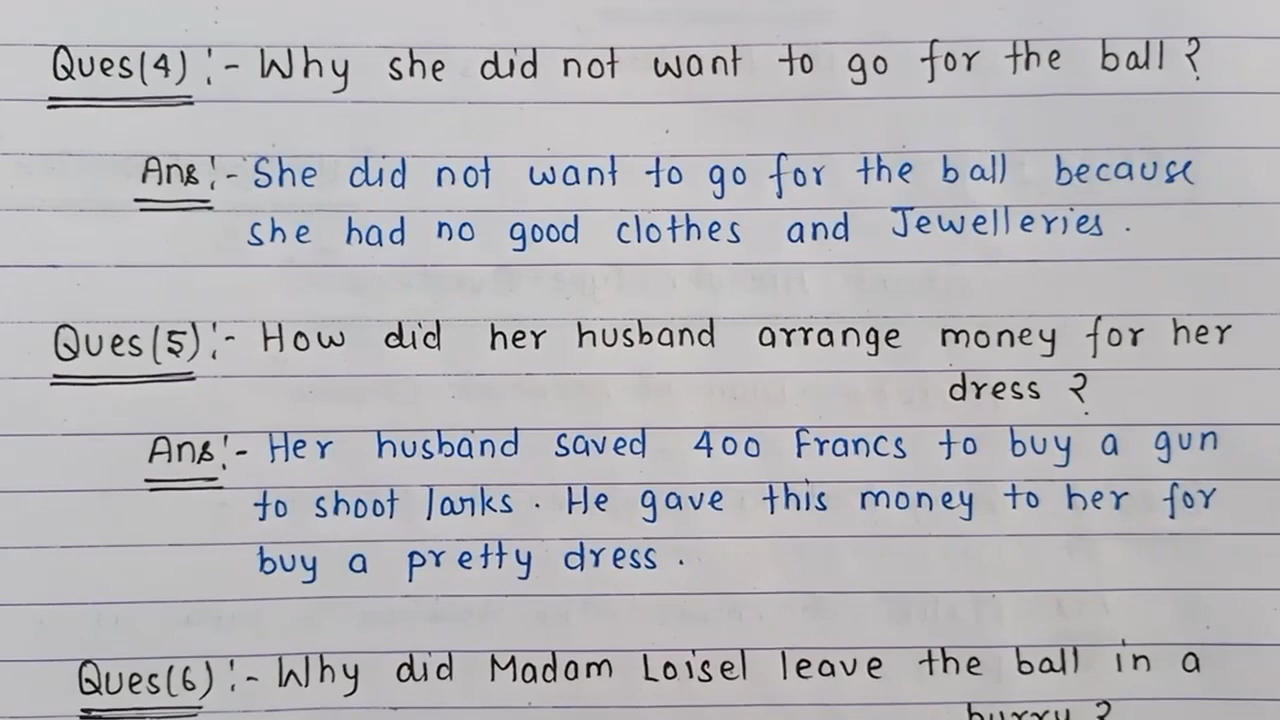 Ques(4):- Why she did not want to go for the ball?
Ans:- She did not want to go for the ball because
she had no good clothes and Jewelleries.
Ques(5):- How did her husband arrange money for her
dress?
Ans:- Her husband saved 400 Francs to buy a gun
to shoot larks. He gave this money to her for
buy a pretty dress.
Ques(6):- Why did Madam Loisel leave the ball in a
hurry?